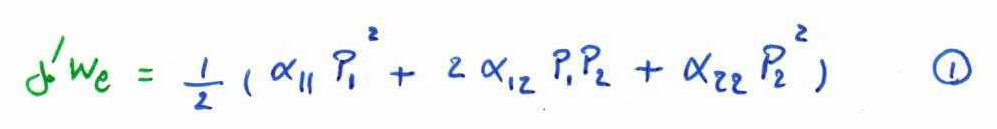 đ'We = 1/2 ( α₁₁ P₁² + 2 α₁₂ P₁P₂ + α₂₂ P₂² ) ①